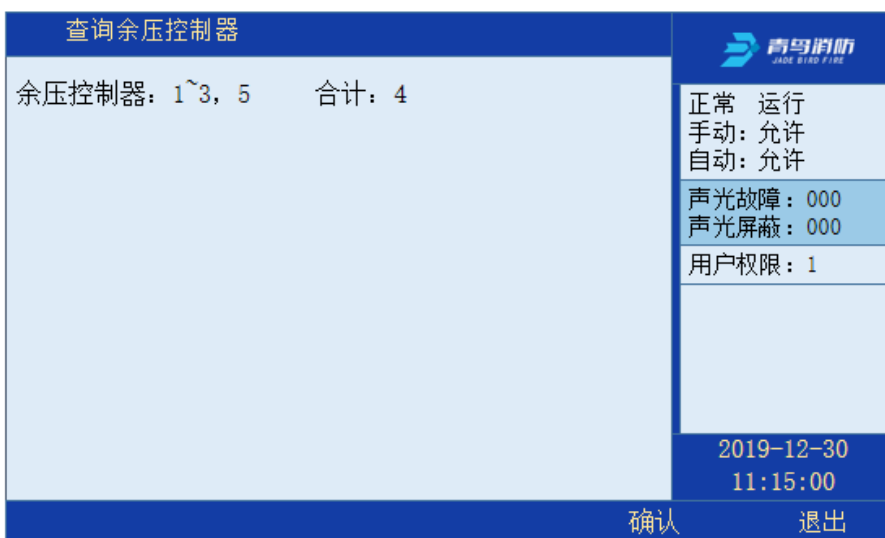 查询余压控制器
青鸟消防
JADE BIRD FIRE
余压控制器：1~3，5 合计：4
正常 运行
手动：允许
自动：允许
声光故障：000
声光屏蔽：000
用户权限：1
2019-12-30
11:15:00
确认 退出